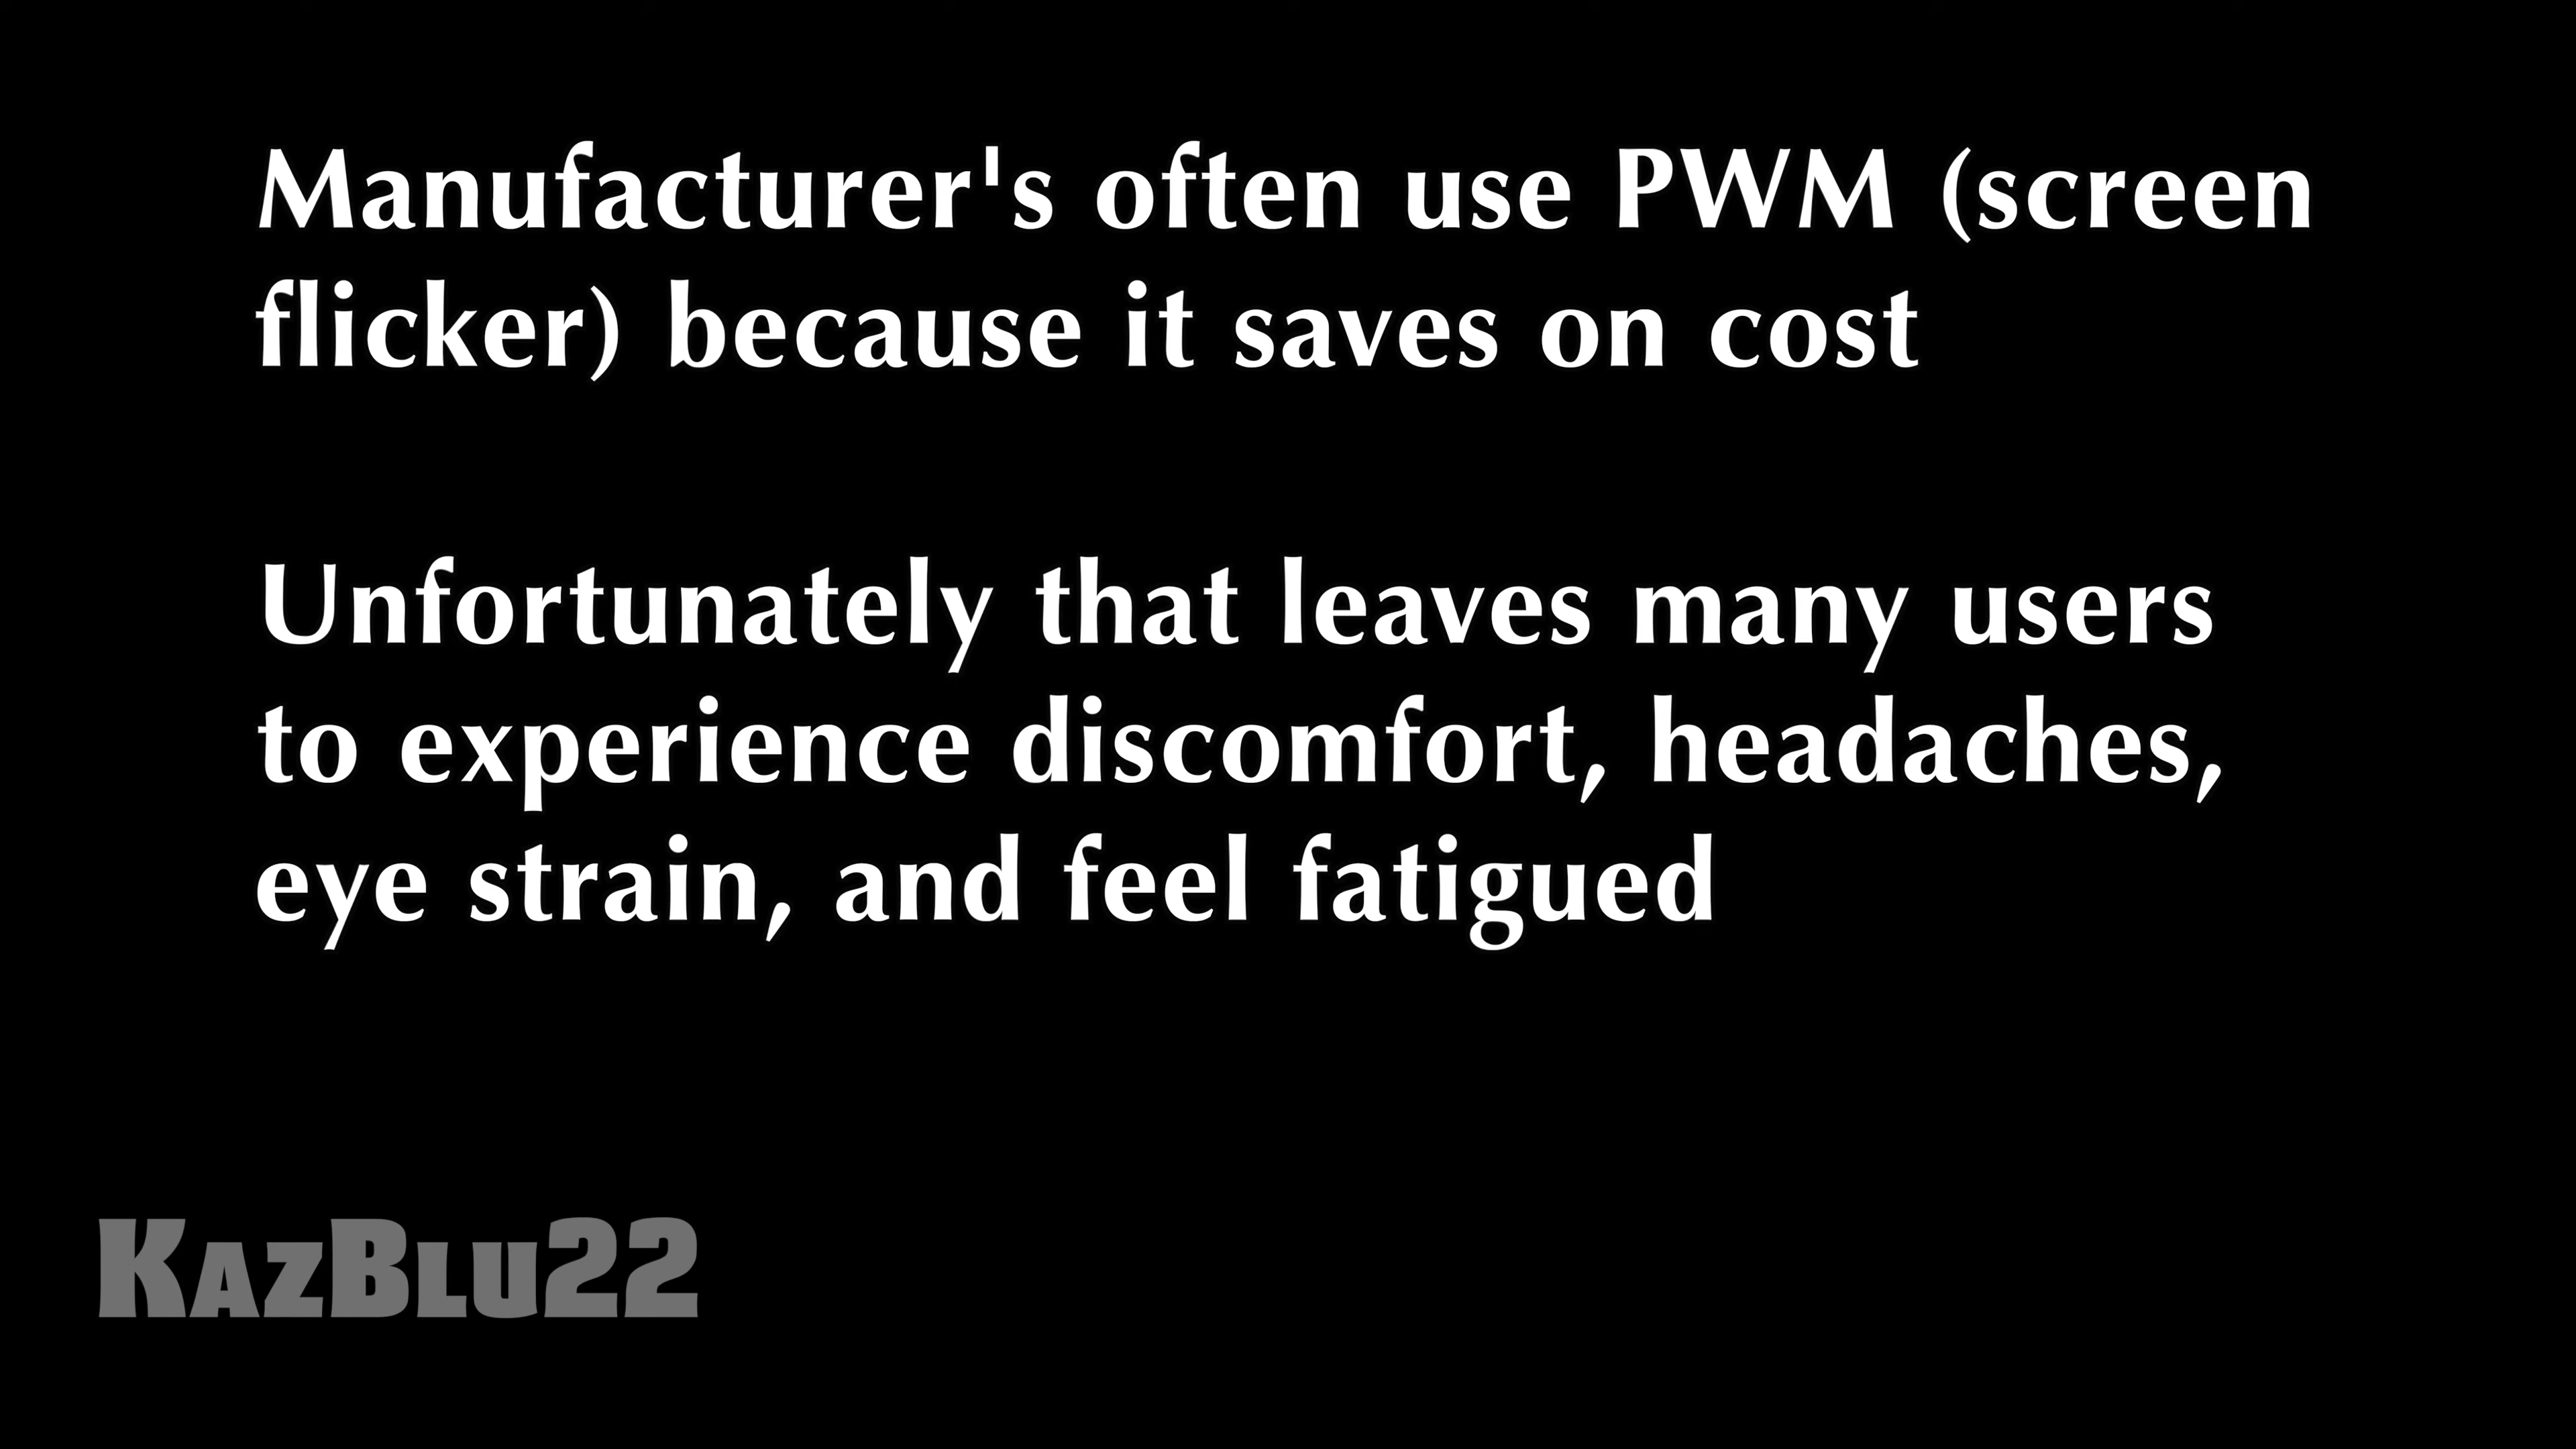 Manufacturer's often use PWM (screen
flicker) because it saves on cost
Unfortunately that leaves many users
to experience discomfort, headaches,
eye strain, and feel fatigued
KazBlu22